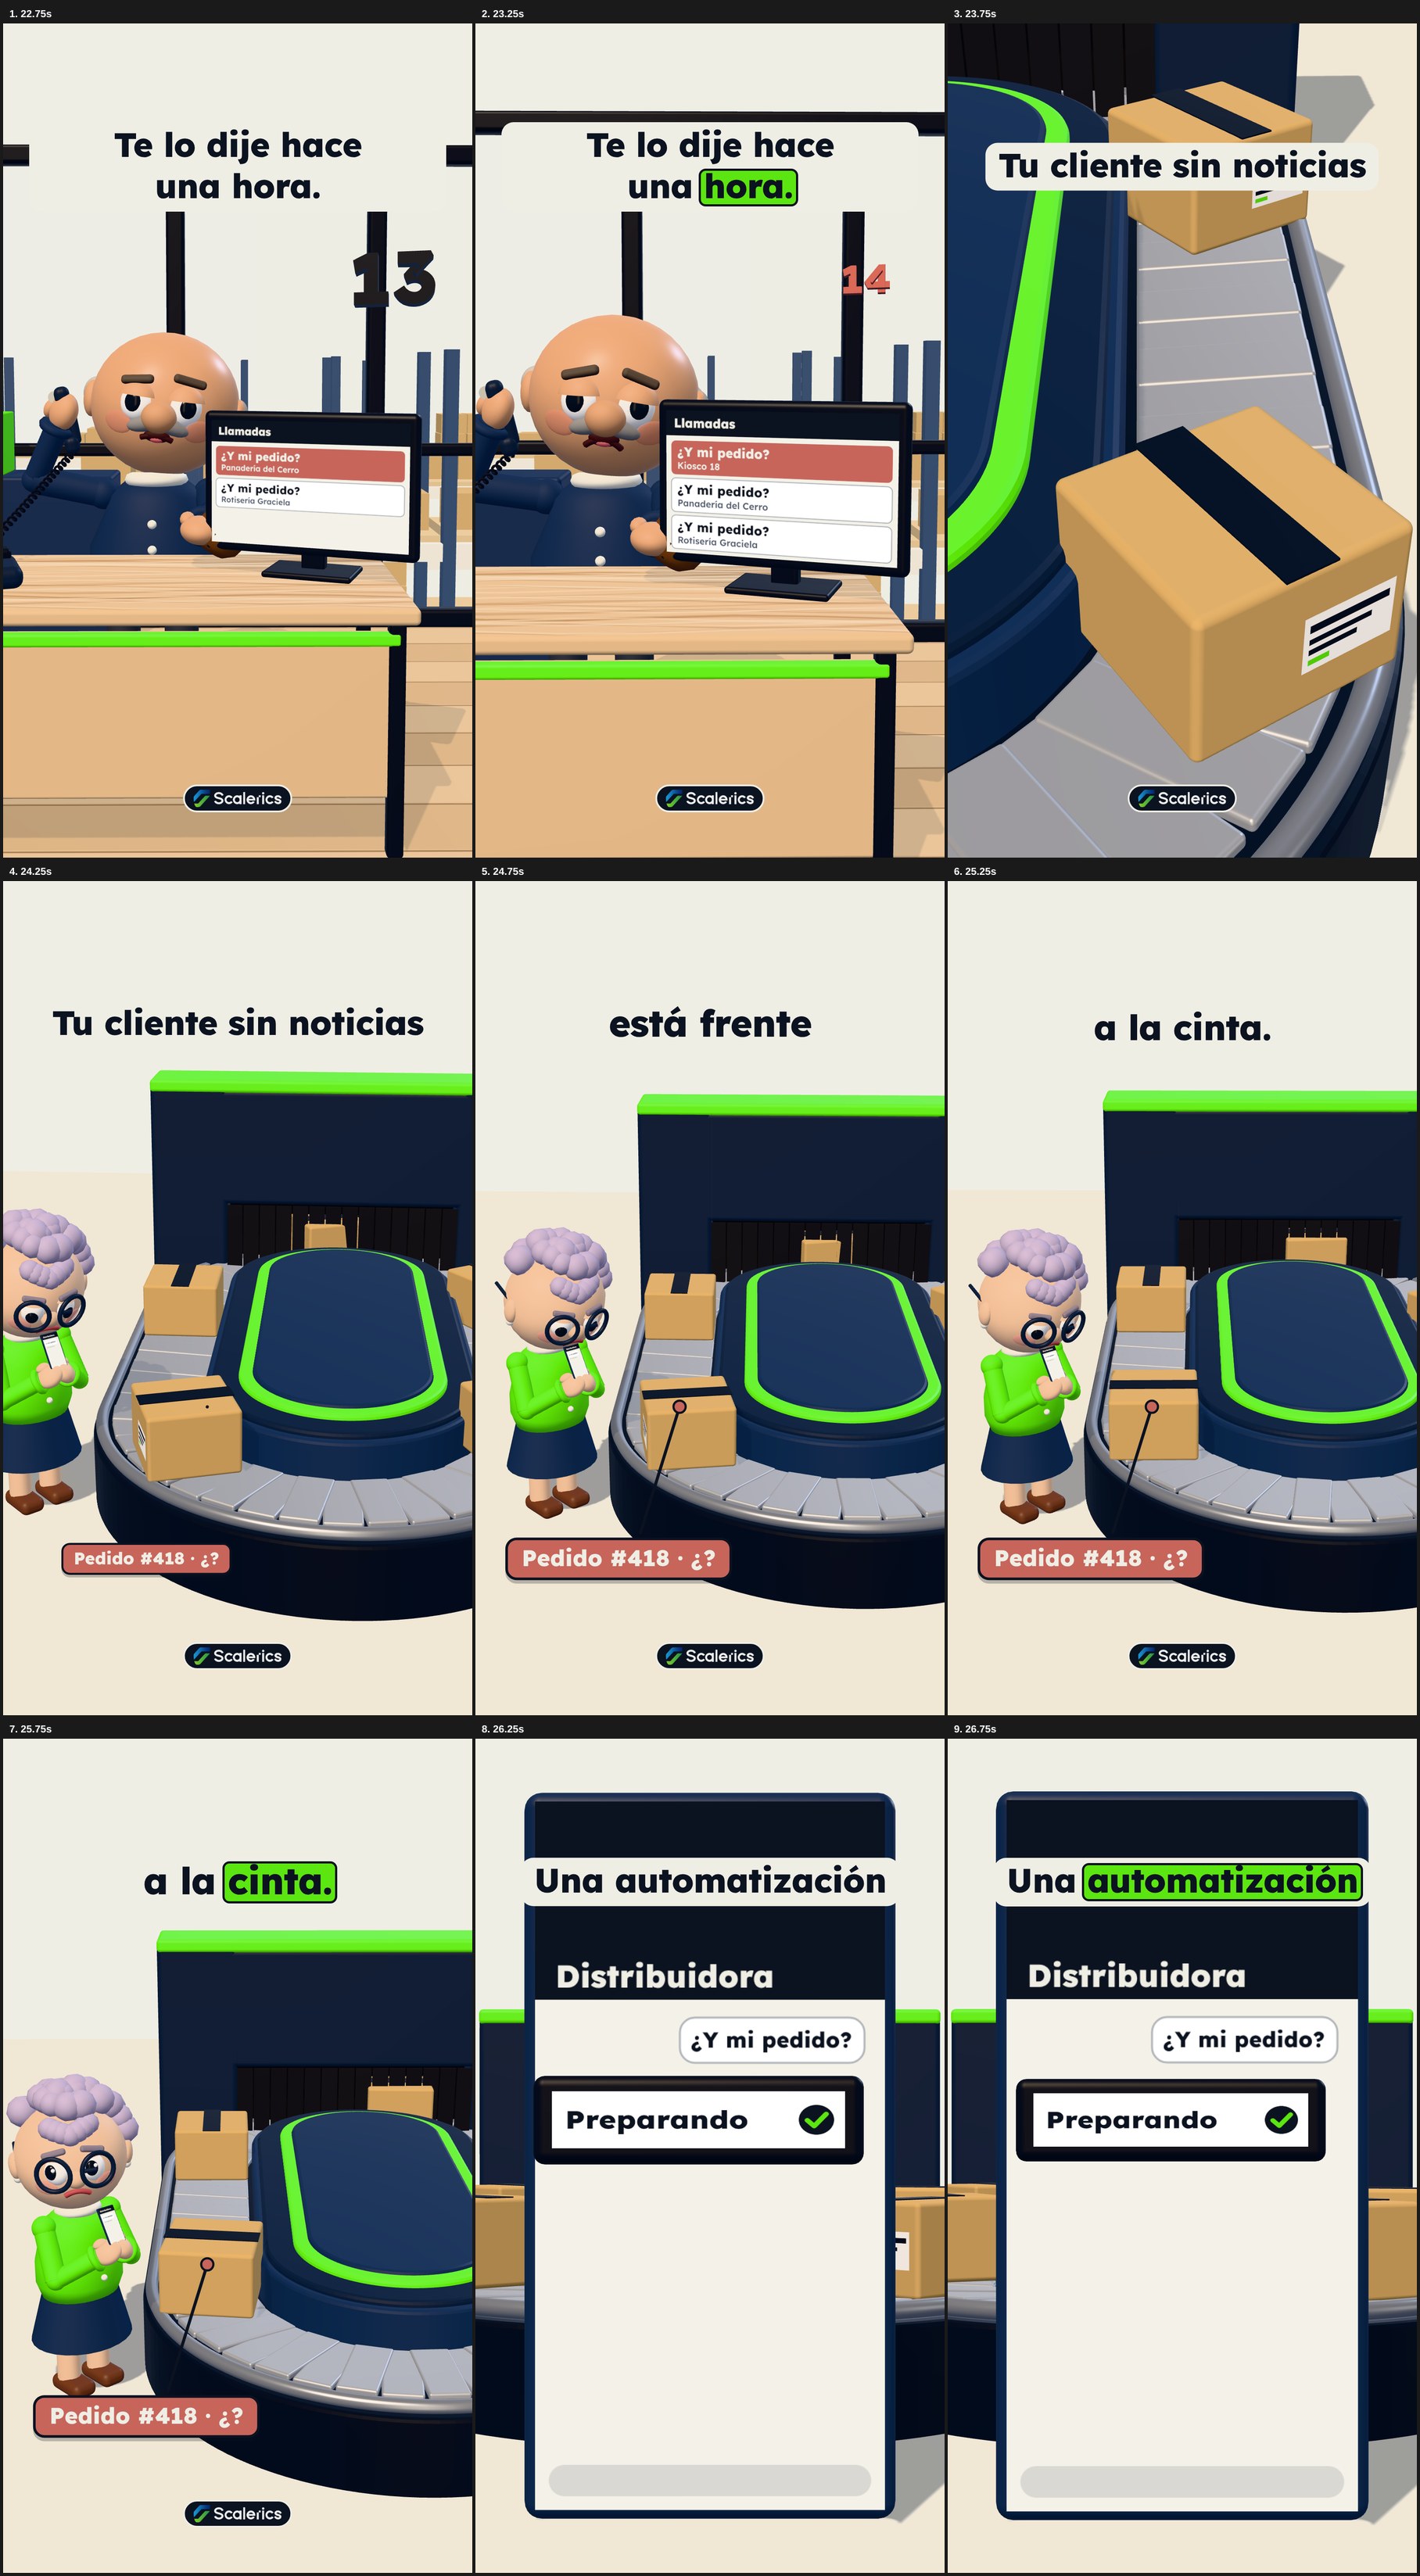 1. 22.75s
Te lo dije hace
una hora.
13
Llamadas
¿Y mi pedido?
Panadería del Cerro
¿Y mi pedido?
Rotisería Graciela
Scalerics
2. 23.25s
Te lo dije hace
una hora.
14
Llamadas
¿Y mi pedido?
Kiosco 18
¿Y mi pedido?
Panadería del Cerro
¿Y mi pedido?
Rotisería Graciela
Scalerics
3. 23.75s
Tu cliente sin noticias
Scalerics
4. 24.25s
Tu cliente sin noticias
Pedido #418 · ¿?
Scalerics
5. 24.75s
está frente
Pedido #418 · ¿?
Scalerics
6. 25.25s
a la cinta.
Pedido #418 · ¿?
Scalerics
7. 25.75s
a la cinta.
Pedido #418 · ¿?
Scalerics
8. 26.25s
Una automatización
Distribuidora
¿Y mi pedido?
Preparando
9. 26.75s
Una automatización
Distribuidora
¿Y mi pedido?
Preparando